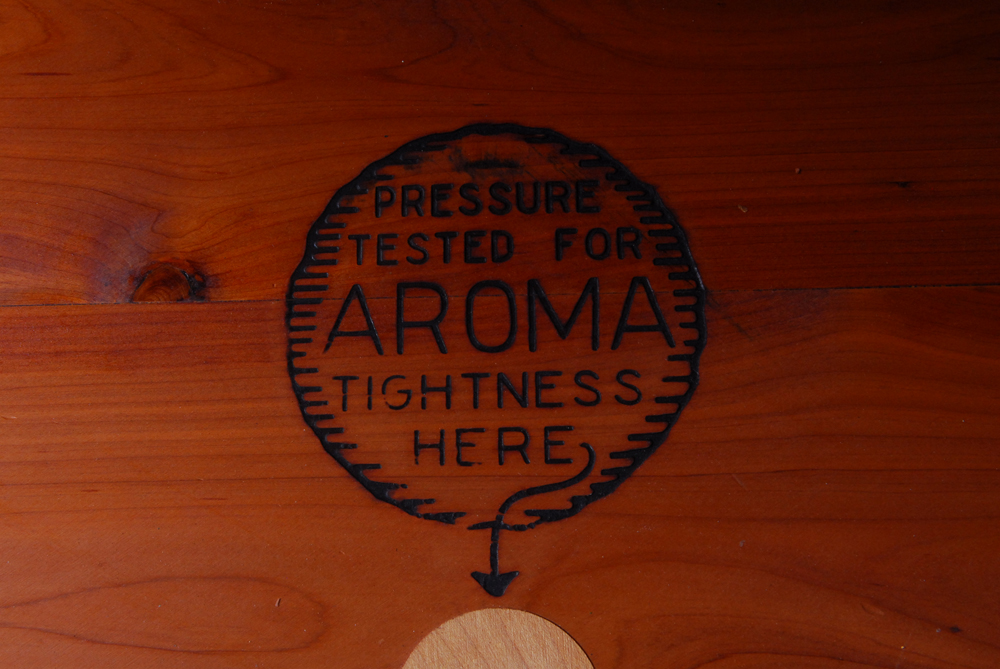 PRESSURE
TESTED FOR
AROMA
TIGHTNESS
HERE